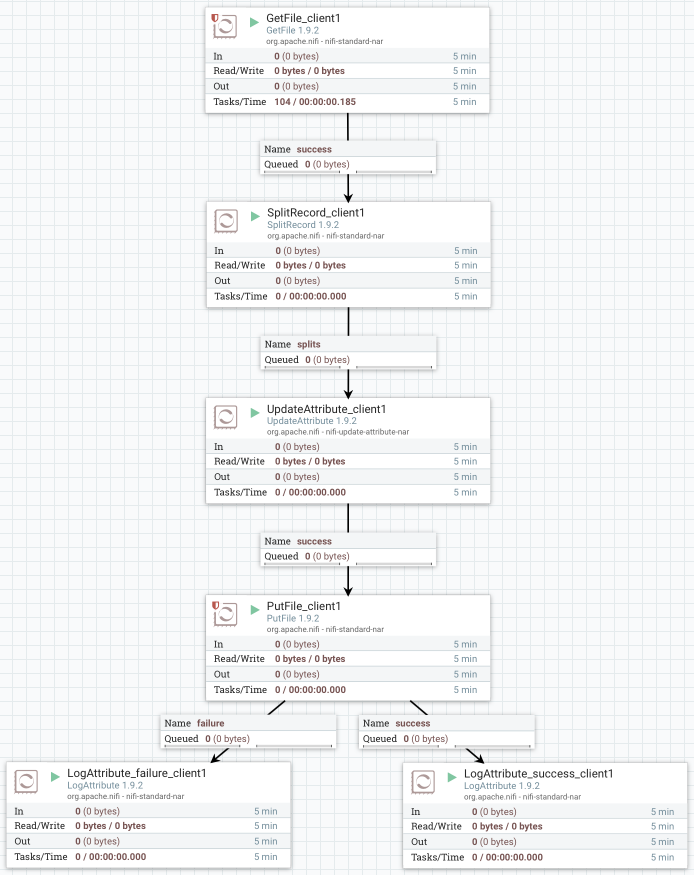 GetFile_client1
GetFile 1.9.2
org.apache.nifi - nifi-standard-nar
In 0 (0 bytes) 5 min
Read/Write 0 bytes / 0 bytes 5 min
Out 0 (0 bytes) 5 min
Tasks/Time 104 / 00:00:00.185 5 min
Name success
Queued 0 (0 bytes)
SplitRecord_client1
SplitRecord 1.9.2
org.apache.nifi - nifi-standard-nar
In 0 (0 bytes) 5 min
Read/Write 0 bytes / 0 bytes 5 min
Out 0 (0 bytes) 5 min
Tasks/Time 0 / 00:00:00.000 5 min
Name splits
Queued 0 (0 bytes)
UpdateAttribute_client1
UpdateAttribute 1.9.2
org.apache.nifi - nifi-update-attribute-nar
In 0 (0 bytes) 5 min
Read/Write 0 bytes / 0 bytes 5 min
Out 0 (0 bytes) 5 min
Tasks/Time 0 / 00:00:00.000 5 min
Name success
Queued 0 (0 bytes)
PutFile_client1
PutFile 1.9.2
org.apache.nifi - nifi-standard-nar
In 0 (0 bytes) 5 min
Read/Write 0 bytes / 0 bytes 5 min
Out 0 (0 bytes) 5 min
Tasks/Time 0 / 00:00:00.000 5 min
Name failure
Queued 0 (0 bytes)
Name success
Queued 0 (0 bytes)
LogAttribute_failure_client1
LogAttribute 1.9.2
org.apache.nifi - nifi-standard-nar
In 0 (0 bytes) 5 min
Read/Write 0 bytes / 0 bytes 5 min
Out 0 (0 bytes) 5 min
Tasks/Time 0 / 00:00:00.000 5 min
LogAttribute_success_client1
LogAttribute 1.9.2
org.apache.nifi - nifi-standard-nar
In 0 (0 bytes) 5 min
Read/Write 0 bytes / 0 bytes 5 min
Out 0 (0 bytes) 5 min
Tasks/Time 0 / 00:00:00.000 5 min